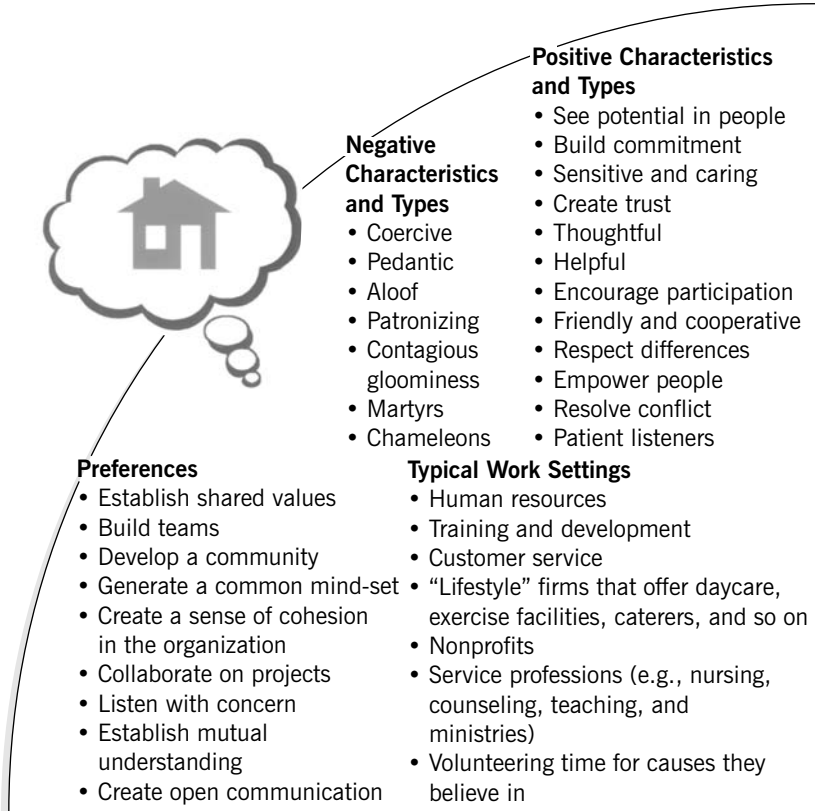 Positive Characteristics
and Types
• See potential in people
• Build commitment
• Sensitive and caring
• Create trust
• Thoughtful
• Helpful
• Encourage participation
• Friendly and cooperative
• Respect differences
• Empower people
• Resolve conflict
• Patient listeners
Negative
Characteristics
and Types
• Coercive
• Pedantic
• Aloof
• Patronizing
• Contagious
gloominess
• Martyrs
• Chameleons
Preferences
• Establish shared values
• Build teams
• Develop a community
• Generate a common mind-set
• Create a sense of cohesion
in the organization
• Collaborate on projects
• Listen with concern
• Establish mutual
understanding
• Create open communication
Typical Work Settings
• Human resources
• Training and development
• Customer service
• “Lifestyle” firms that offer daycare,
exercise facilities, caterers, and so on
• Nonprofits
• Service professions (e.g., nursing,
counseling, teaching, and
ministries)
• Volunteering time for causes they
believe in